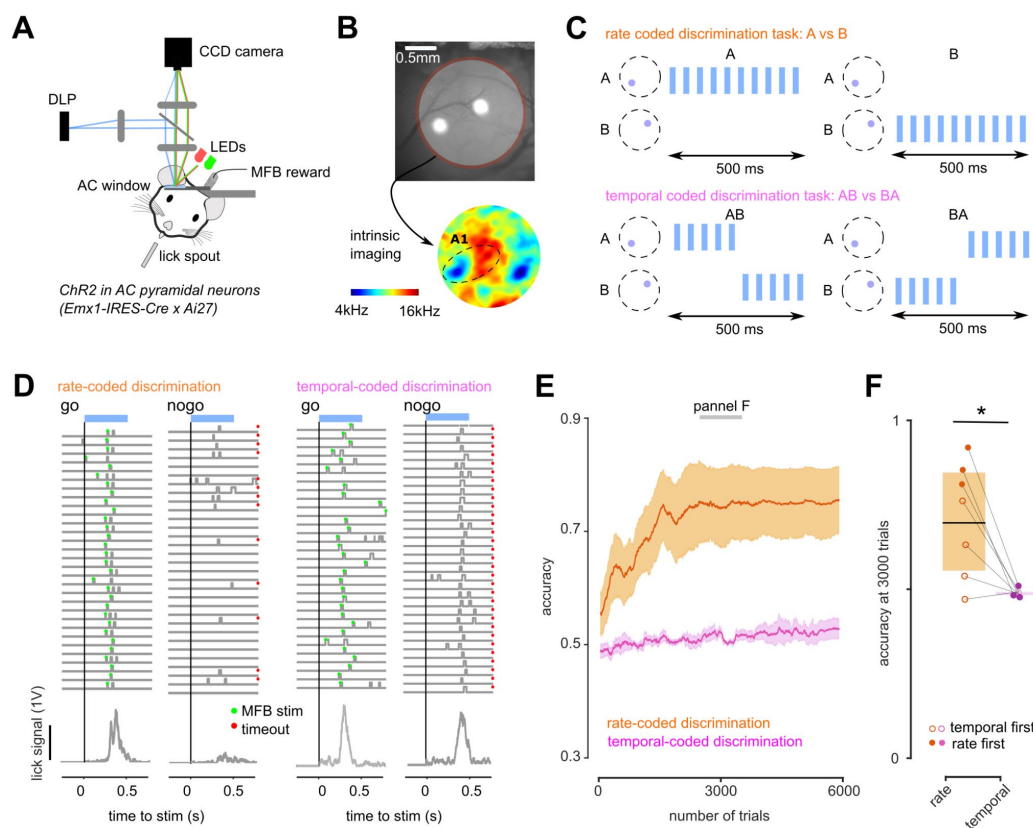 A
CCD camera
DLP
LEDs
MFB reward
AC window
lick spout
ChR2 in AC pyramidal neurons
(Emx1-IRES-Cre x Ai27)
B
0.5mm
intrinsic
imaging
A1
4kHz
16kHz
C
rate coded discrimination task: A vs B
A
B
A
A
B
B
500 ms
500 ms
temporal coded discrimination task: AB vs BA
AB
BA
A
A
B
B
500 ms
500 ms
D
rate-coded discrimination
temporal-coded discrimination
go
nogo
go
nogo
MFB stim
timeout
lick signal (1V)
0
0.5
0
0.5
0
0.5
0
0.5
time to stim (s)
time to stim (s)
E
pannel F
0.9
0.7
0.5
0.3
accuracy
rate-coded discrimination
temporal-coded discrimination
0
3000
6000
number of trials
F
*
1
0
accuracy at 3000 trials
temporal first
rate first
rate
temporal